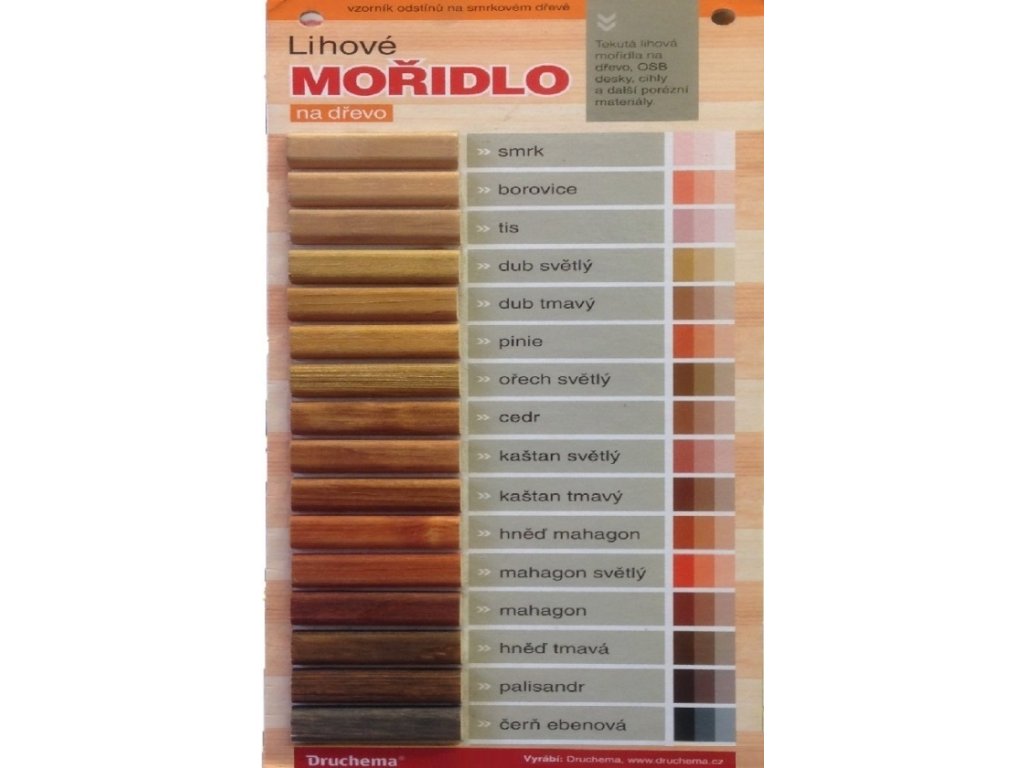 vzorník odstínů na smrkovém dřevě
Lihové
MOŘIDLO
na dřevo
Tekutá lihová
mořidla na
dřevo, OSB
desky, cihly
a další porézní
materiály.
» smrk
» borovice
» tis
» dub světlý
» dub tmavý
» pinie
» ořech světlý
» cedr
» kaštan světlý
» kaštan tmavý
» hněď mahagon
» mahagon světlý
» mahagon
» hněď tmavá
» palisandr
» čerň ebenová
Druchema®
Vyrábí: Druchema, www.druchema.cz